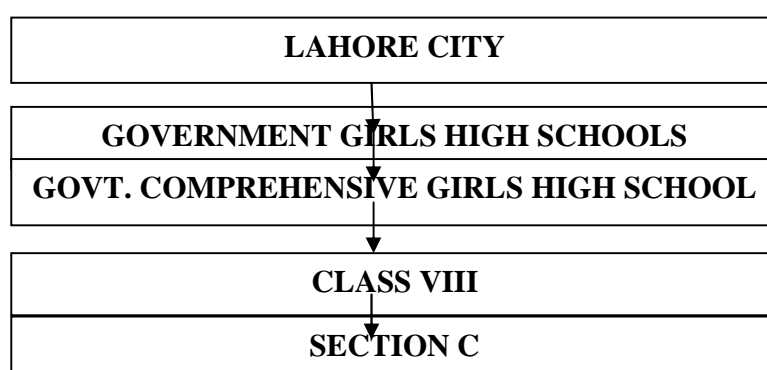 LAHORE CITY
GOVERNMENT GIRLS HIGH SCHOOLS
GOVT. COMPREHENSIVE GIRLS HIGH SCHOOL
CLASS VIII
SECTION C